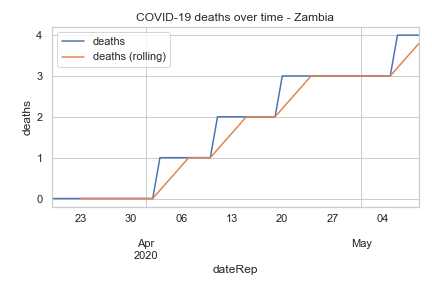 COVID-19 deaths over time - Zambia
deaths
deaths (rolling)
deaths
4
3
2
1
0
23 30 06 13 20 27 04
Apr May
2020
dateRep